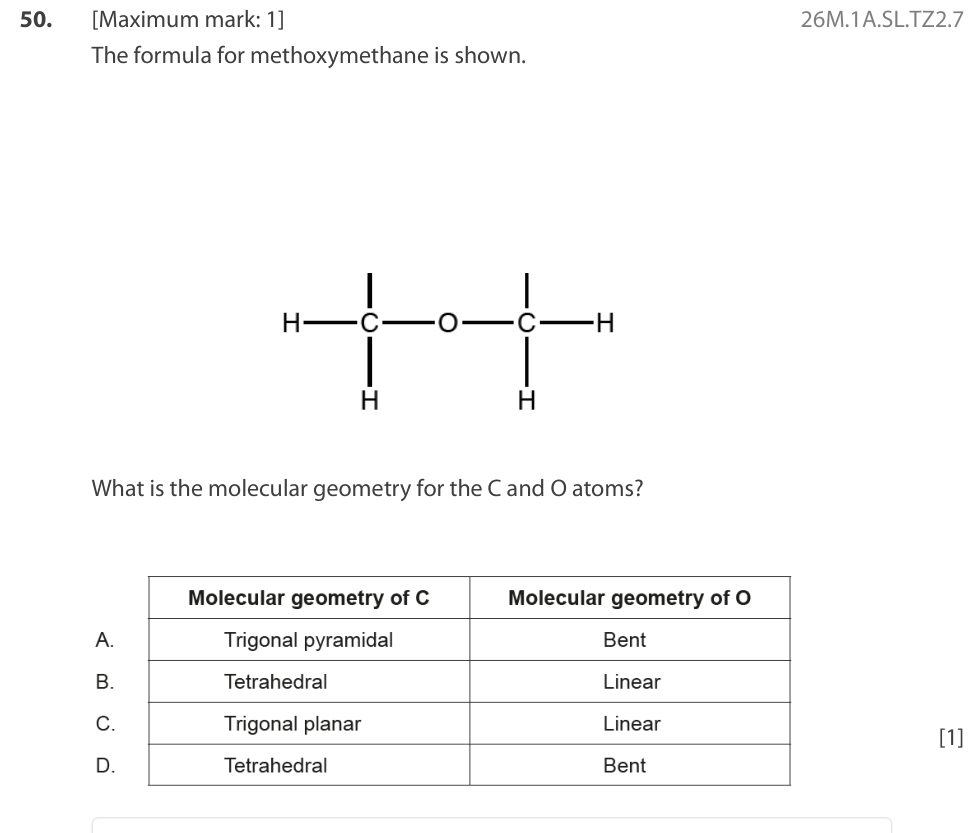 50. [Maximum mark: 1] 26M.1A.SL.TZ2.7
The formula for methoxymethane is shown.
H C O C H
H H
What is the molecular geometry for the C and O atoms?
Molecular geometry of C Molecular geometry of O
A. Trigonal pyramidal Bent
B. Tetrahedral Linear
C. Trigonal planar Linear
[1]
D. Tetrahedral Bent